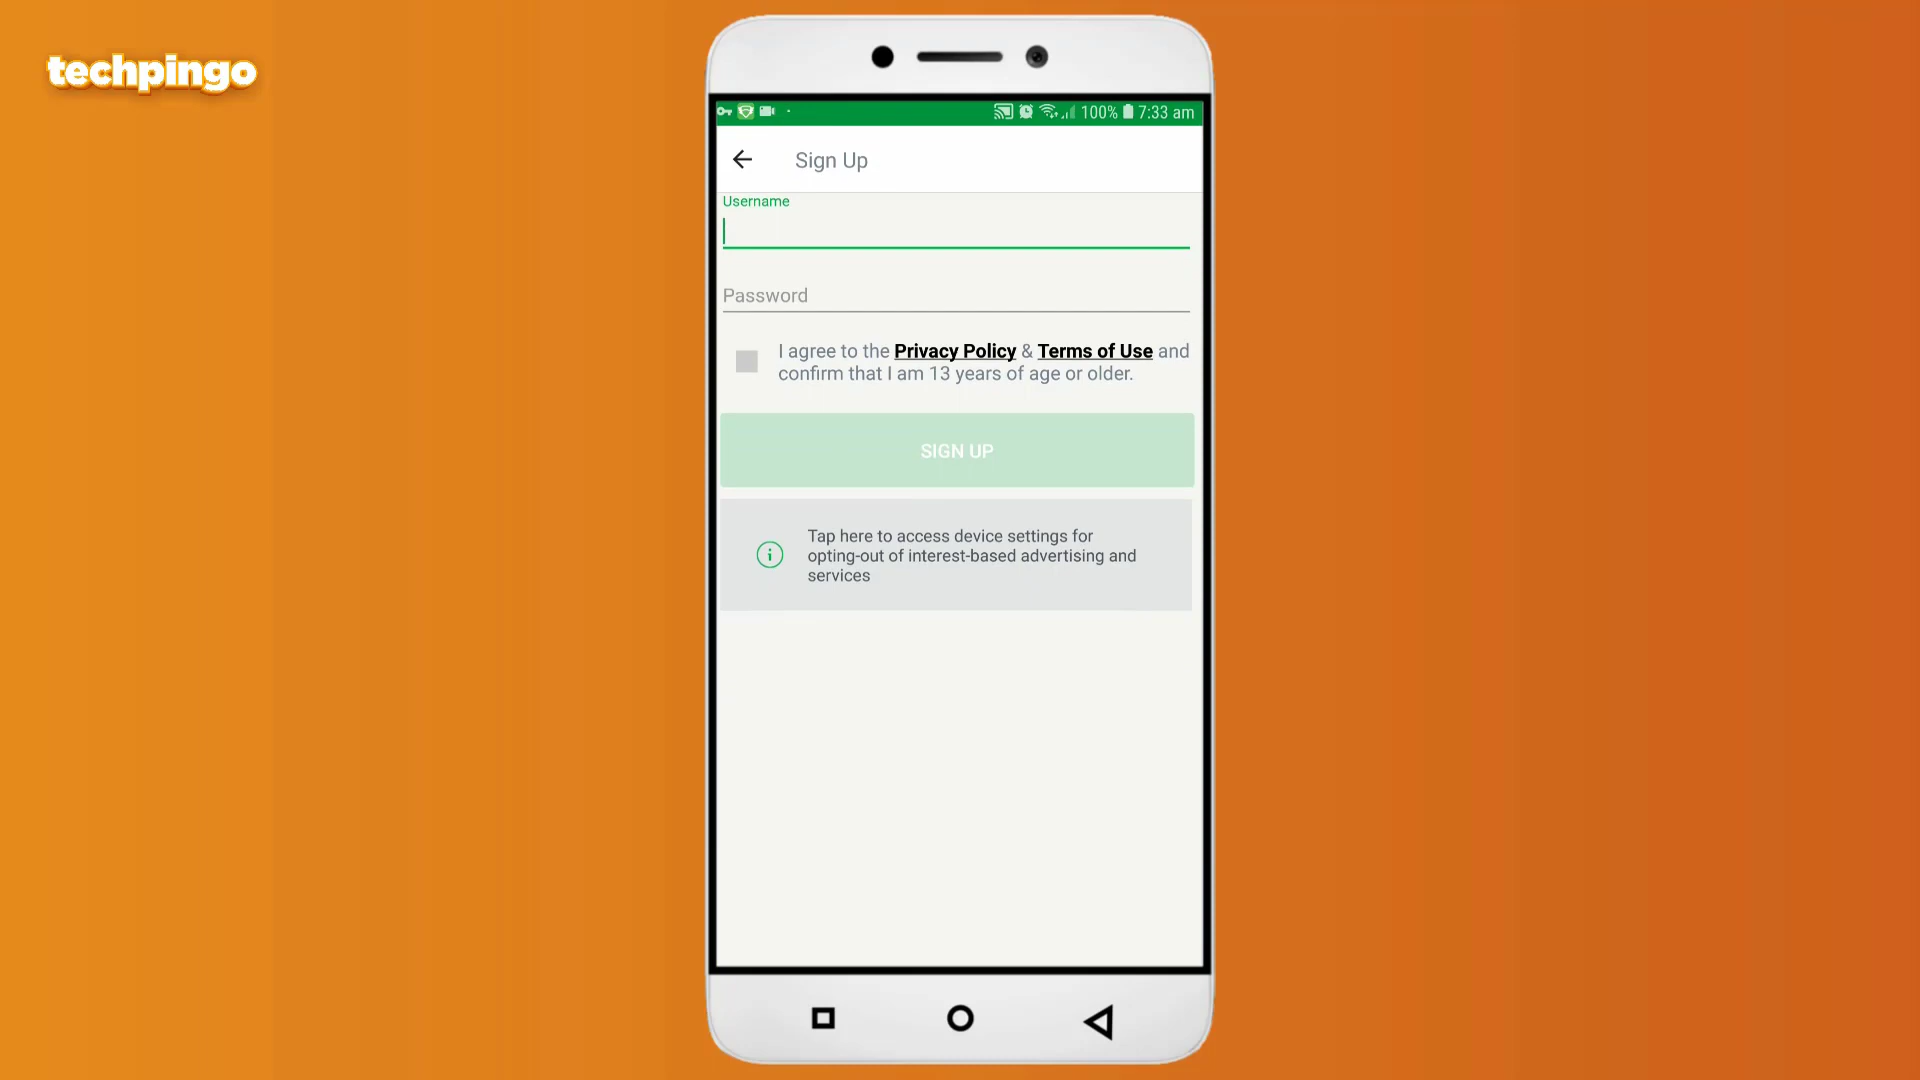 techpingo
100% 7:33 am
Sign Up
Username
Password
I agree to the Privacy Policy & Terms of Use and
confirm that I am 13 years of age or older.
SIGN UP
Tap here to access device settings for
opting-out of interest-based advertising and
services